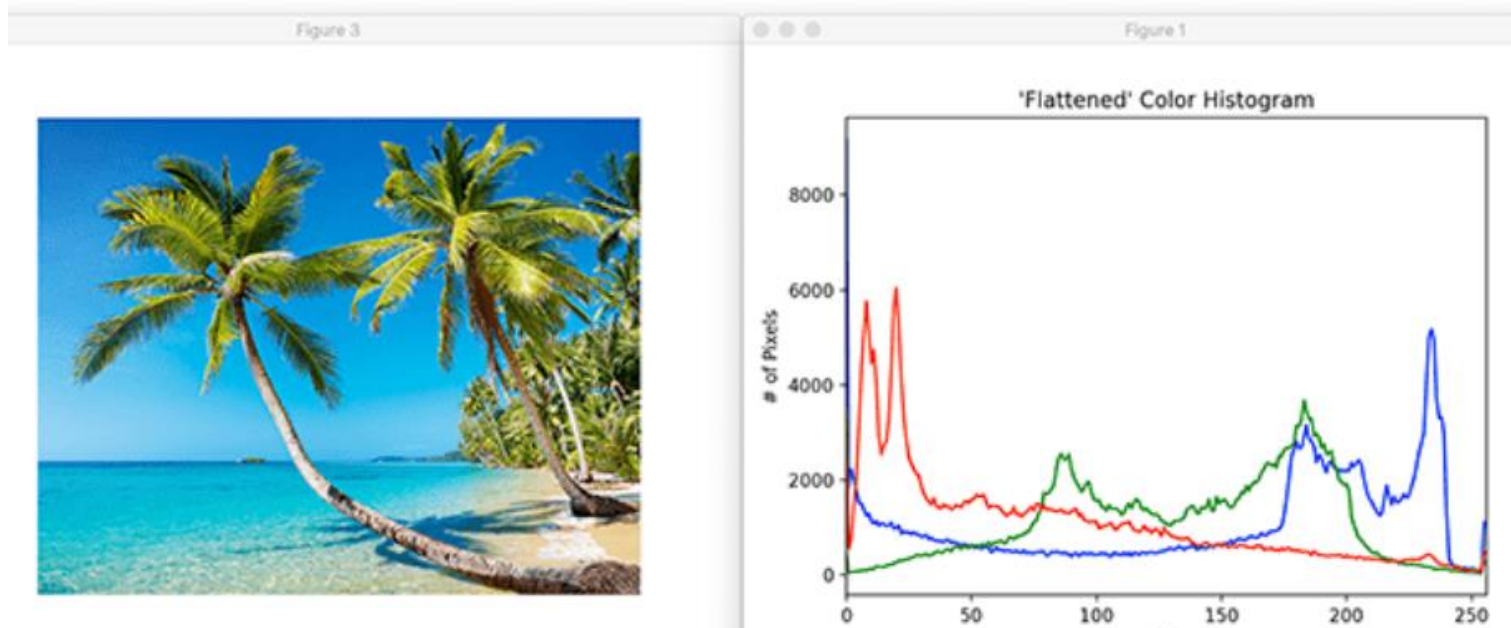 Figure 3
Figure 1
'Flattened' Color Histogram
# of Pixels
8000
6000
4000
2000
0
0 50 100 150 200 250